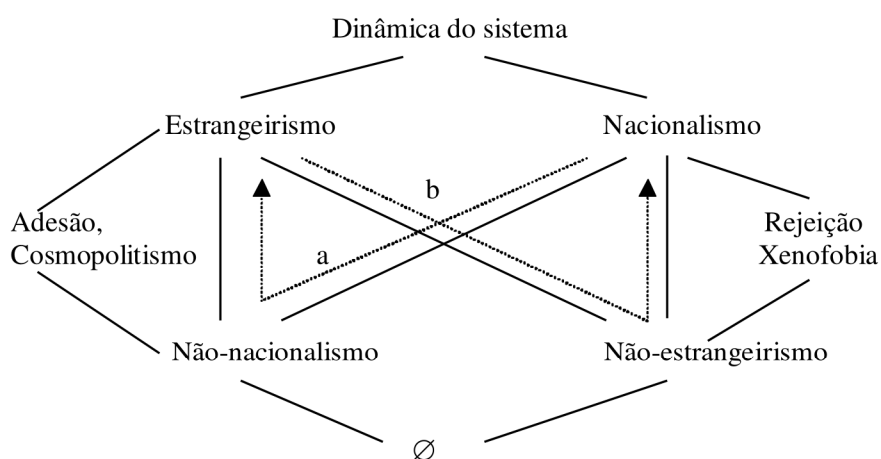 Dinâmica do sistema
Estrangeirismo
Nacionalismo
b
Adesão,
Cosmopolitismo
a
Rejeição
Xenofobia
Não-nacionalismo
Não-estrangeirismo
∅